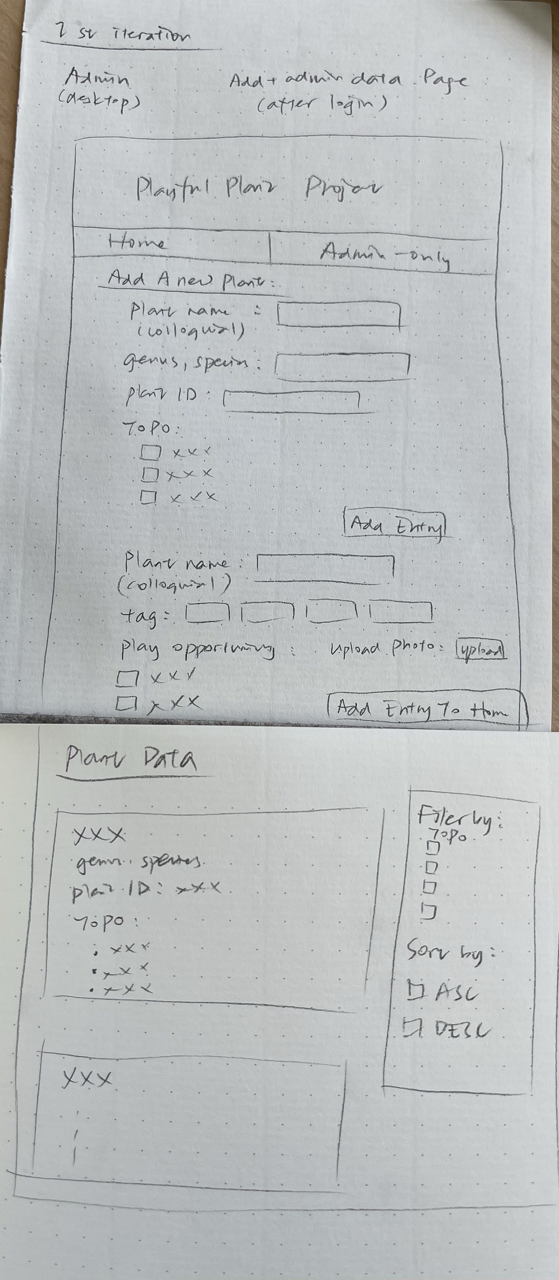 1st iteration
Admin
(desktop)
Add + admin data Page
(after login)
Playful Plant Project
Home
Admin-only
Add A new Plant:
Plant name :
(colloquial)
genus, species:
plant ID:
TOPO:
xxx
xxx
xxx
Add Entry
Plant name :
(colloquial)
tag:
play opportunity : upload photo: upload
xxx
xxx
Add Entry To Home
Plant Data
xxx
genus. species.
plant ID: xxx
TOPO:
• xxx
• xxx
• xxx
xxx
Filter by:
TOPO
Sort by:
ASC
DESC